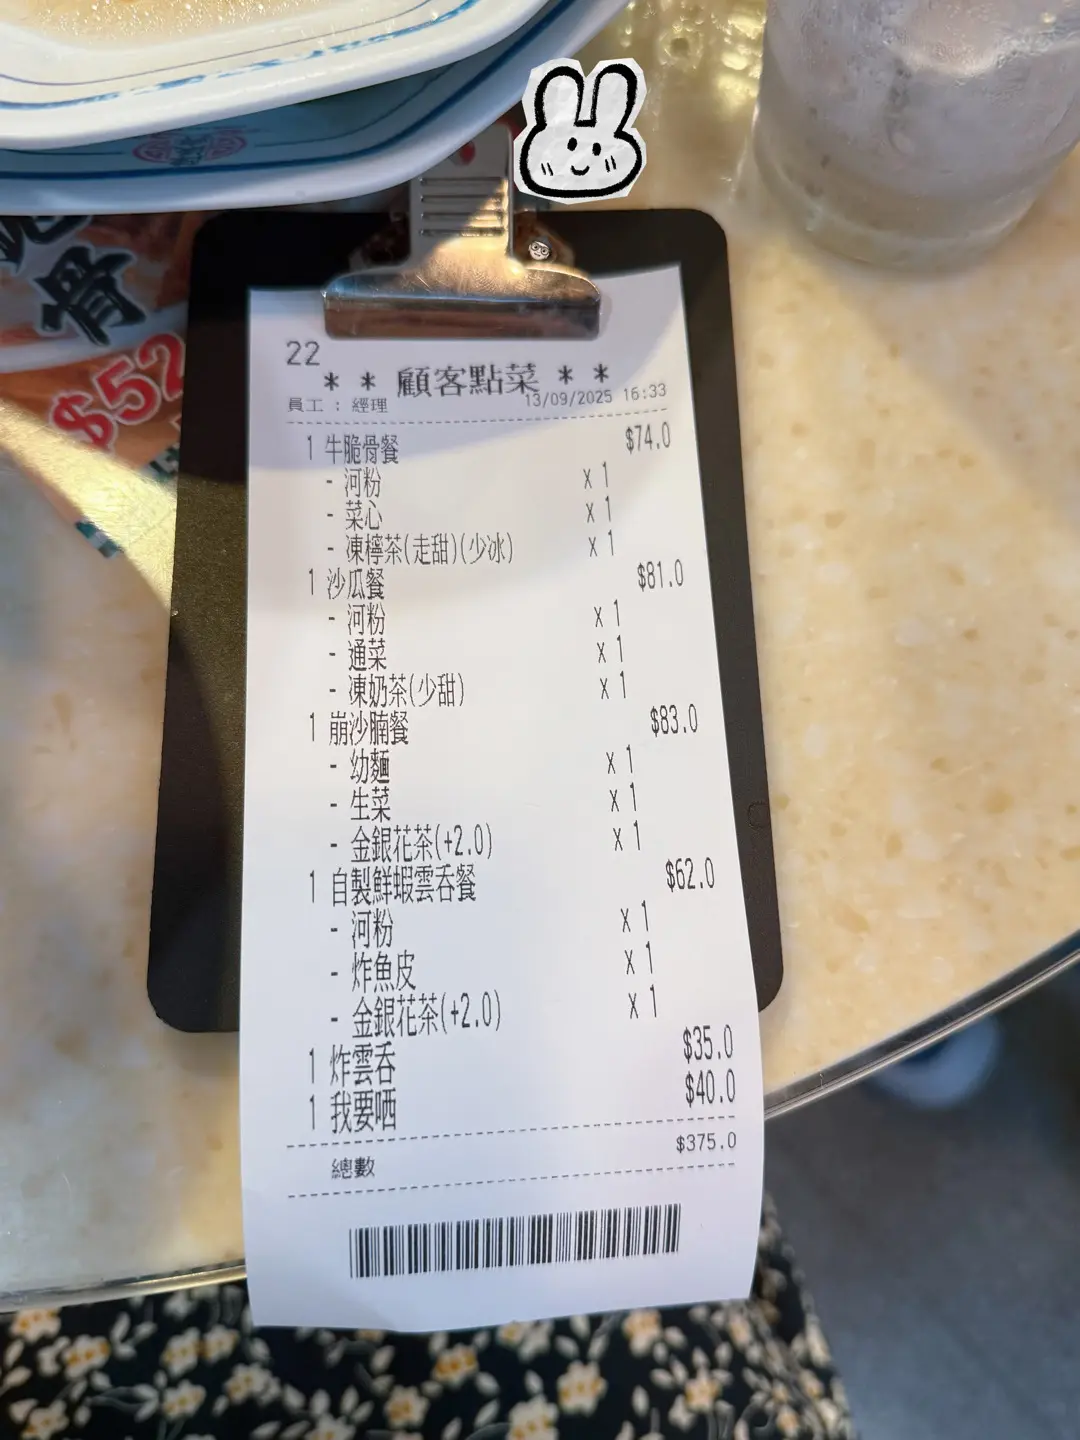 骨
$52
22
* * 顧客點菜 * *
員工 : 經理 13/09/2025 16:33
1 牛脆骨餐 $74.0
- 河粉 x 1
- 菜心 x 1
- 凍檸茶(走甜)(少冰) x 1
1 沙瓜餐 $81.0
- 河粉 x 1
- 通菜 x 1
- 凍奶茶(少甜) x 1
1 崩沙腩餐 $83.0
- 幼麵 x 1
- 生菜 x 1
- 金銀花茶(+2.0) x 1
1 自製鮮蝦雲吞餐 $62.0
- 河粉 x 1
- 炸魚皮 x 1
- 金銀花茶(+2.0) x 1
1 炸雲吞 $35.0
1 我要哂 $40.0
總數 $375.0